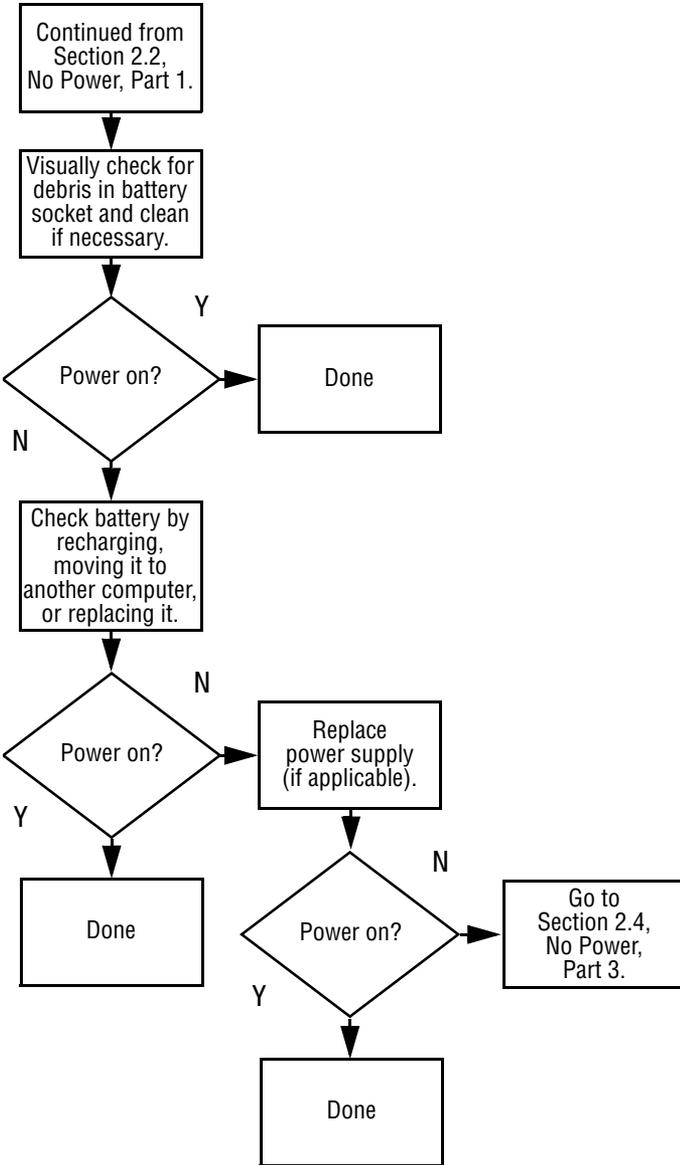 Continued from
Section 2.2,
No Power, Part 1.
Visually check for
debris in battery
socket and clean
if necessary.
Y
Power on?
Done
N
Check battery by
recharging,
moving it to
another computer,
or replacing it.
N
Power on?
Replace
power supply
(if applicable).
Y
Done
N
Power on?
Go to
Section 2.4,
No Power,
Part 3.
Y
Done